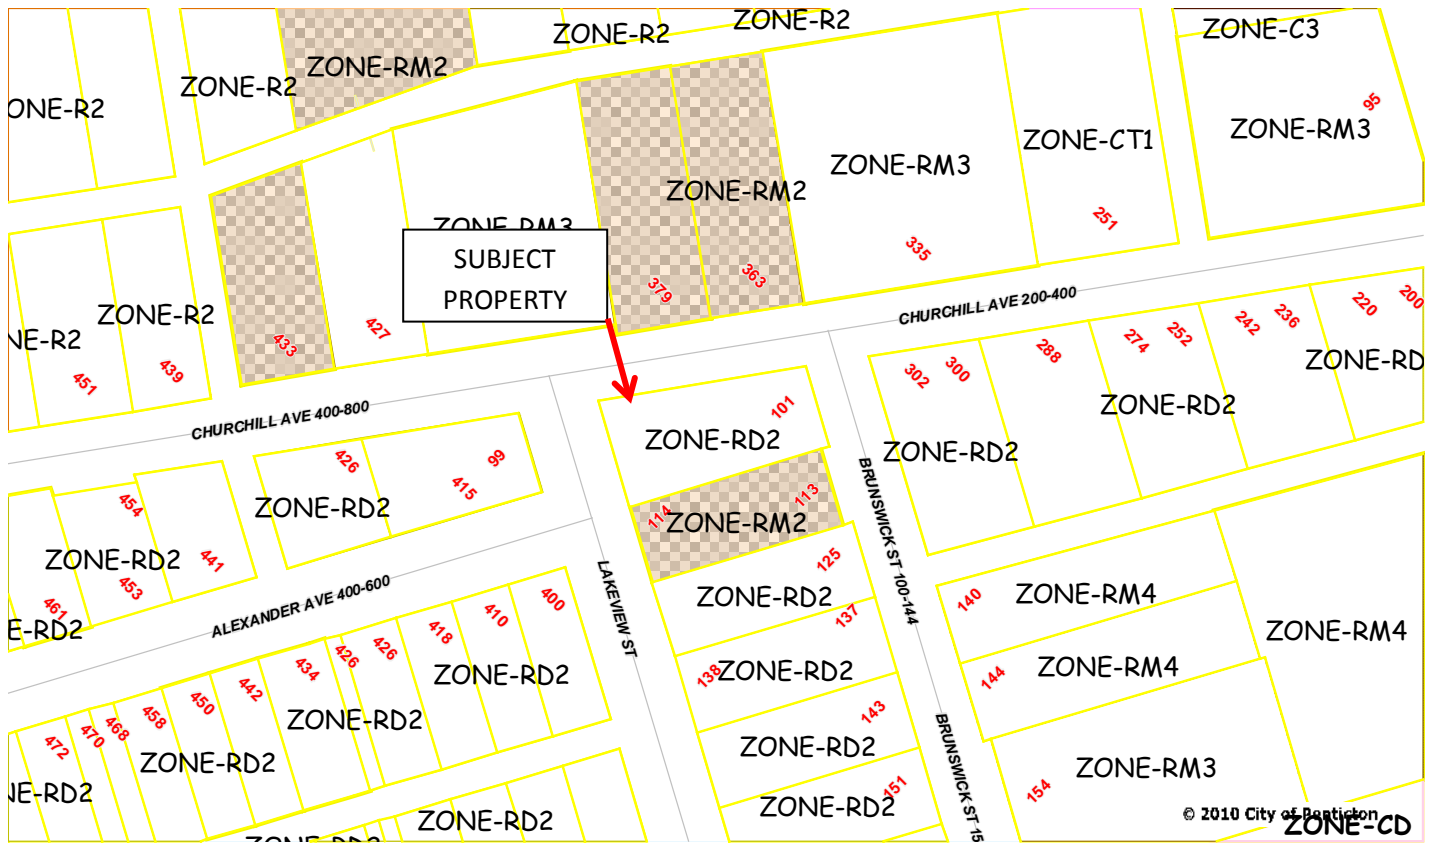 ZONE-R2
ZONE-R2
ZONE-C3
ZONE-RM2
ZONE-R2
ONE-R2
95
ZONE-RM3
ZONE-CT1
ZONE-RM3
ZONE-RM2
ZONE-RM3
251
335
SUBJECT
PROPERTY
363
379
CHURCHILL AVE 200-400
200
220
236
242
252
274
288
300
302
ZONE-R2
NE-R2
427
433
439
451
ZONE-RD
ZONE-RD2
ZONE-RD2
101
ZONE-RD2
CHURCHILL AVE 400-800
426
99
415
ZONE-RD2
454
ZONE-RD2
441
453
461
E-RD2
113
114
ZONE-RM2
BRUNSWICK ST 100-144
125
ZONE-RD2
137
LAKEVIEW ST
ALEXANDER AVE 400-600
400
410
418
426
426
434
442
450
458
468
470
472
ZONE-RD2
ZONE-RD2
ZONE-RD2
NE-RD2
ZONE-RD2
ZONE-RD2
138
ZONE-RD2
143
ZONE-RD2
151
ZONE-RD2
140
ZONE-RM4
ZONE-RM4
144
ZONE-RM4
ZONE-RM3
154
BRUNSWICK ST 15
© 2010 City of Penticton
ZONE-CD